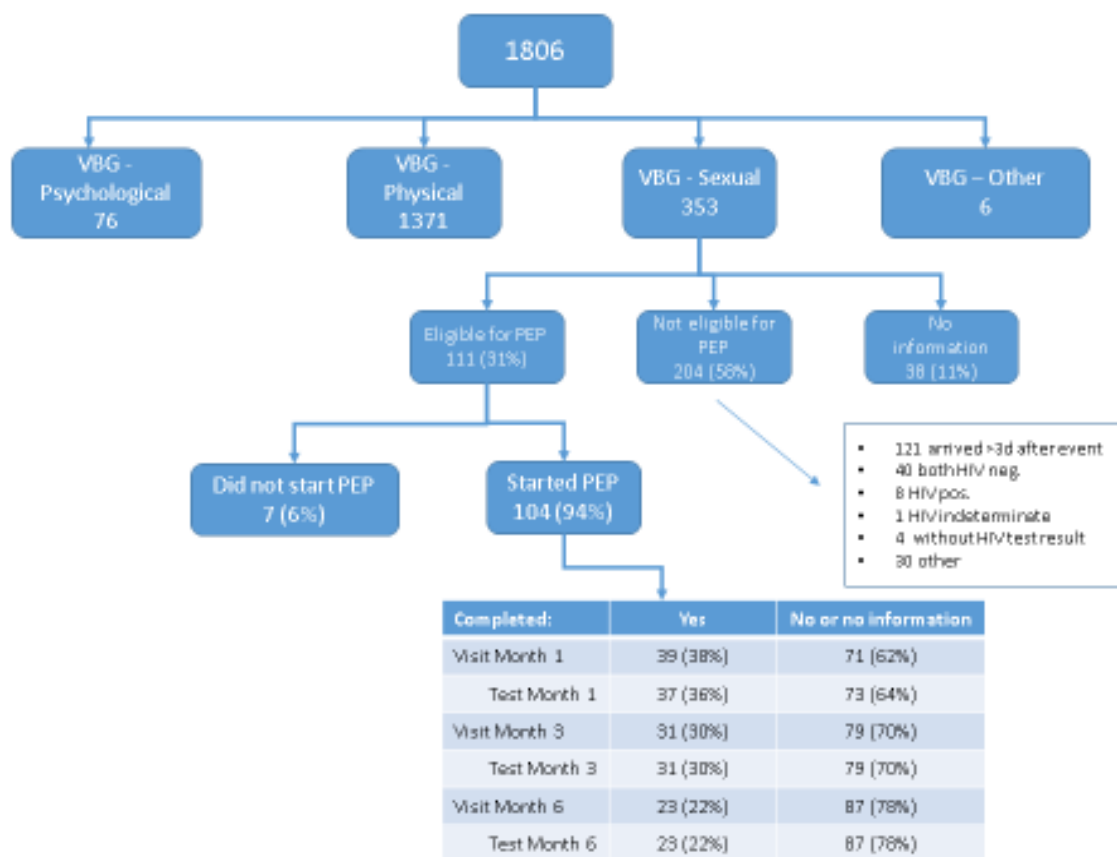 1806
VBG -
Psychological
76
VBG -
Physical
1371
VBG - Sexual
353
VBG – Other
6
Eligible for PEP
111 (31%)
Not eligible for
PEP
204 (58%)
No
information
38 (11%)
• 121 arrived >3d after event
• 40 both HIV neg.
• 8 HIV pos.
• 1 HIV indeterminate
• 4 without HIV test result
• 30 other
Did not start PEP
7 (6%)
Started PEP
104 (94%)
Completed: Yes No or no information
Visit Month 1 39 (38%) 71 (62%)
Test Month 1 37 (36%) 73 (64%)
Visit Month 3 31 (30%) 79 (70%)
Test Month 3 31 (30%) 79 (70%)
Visit Month 6 23 (22%) 87 (78%)
Test Month 6 23 (22%) 87 (78%)